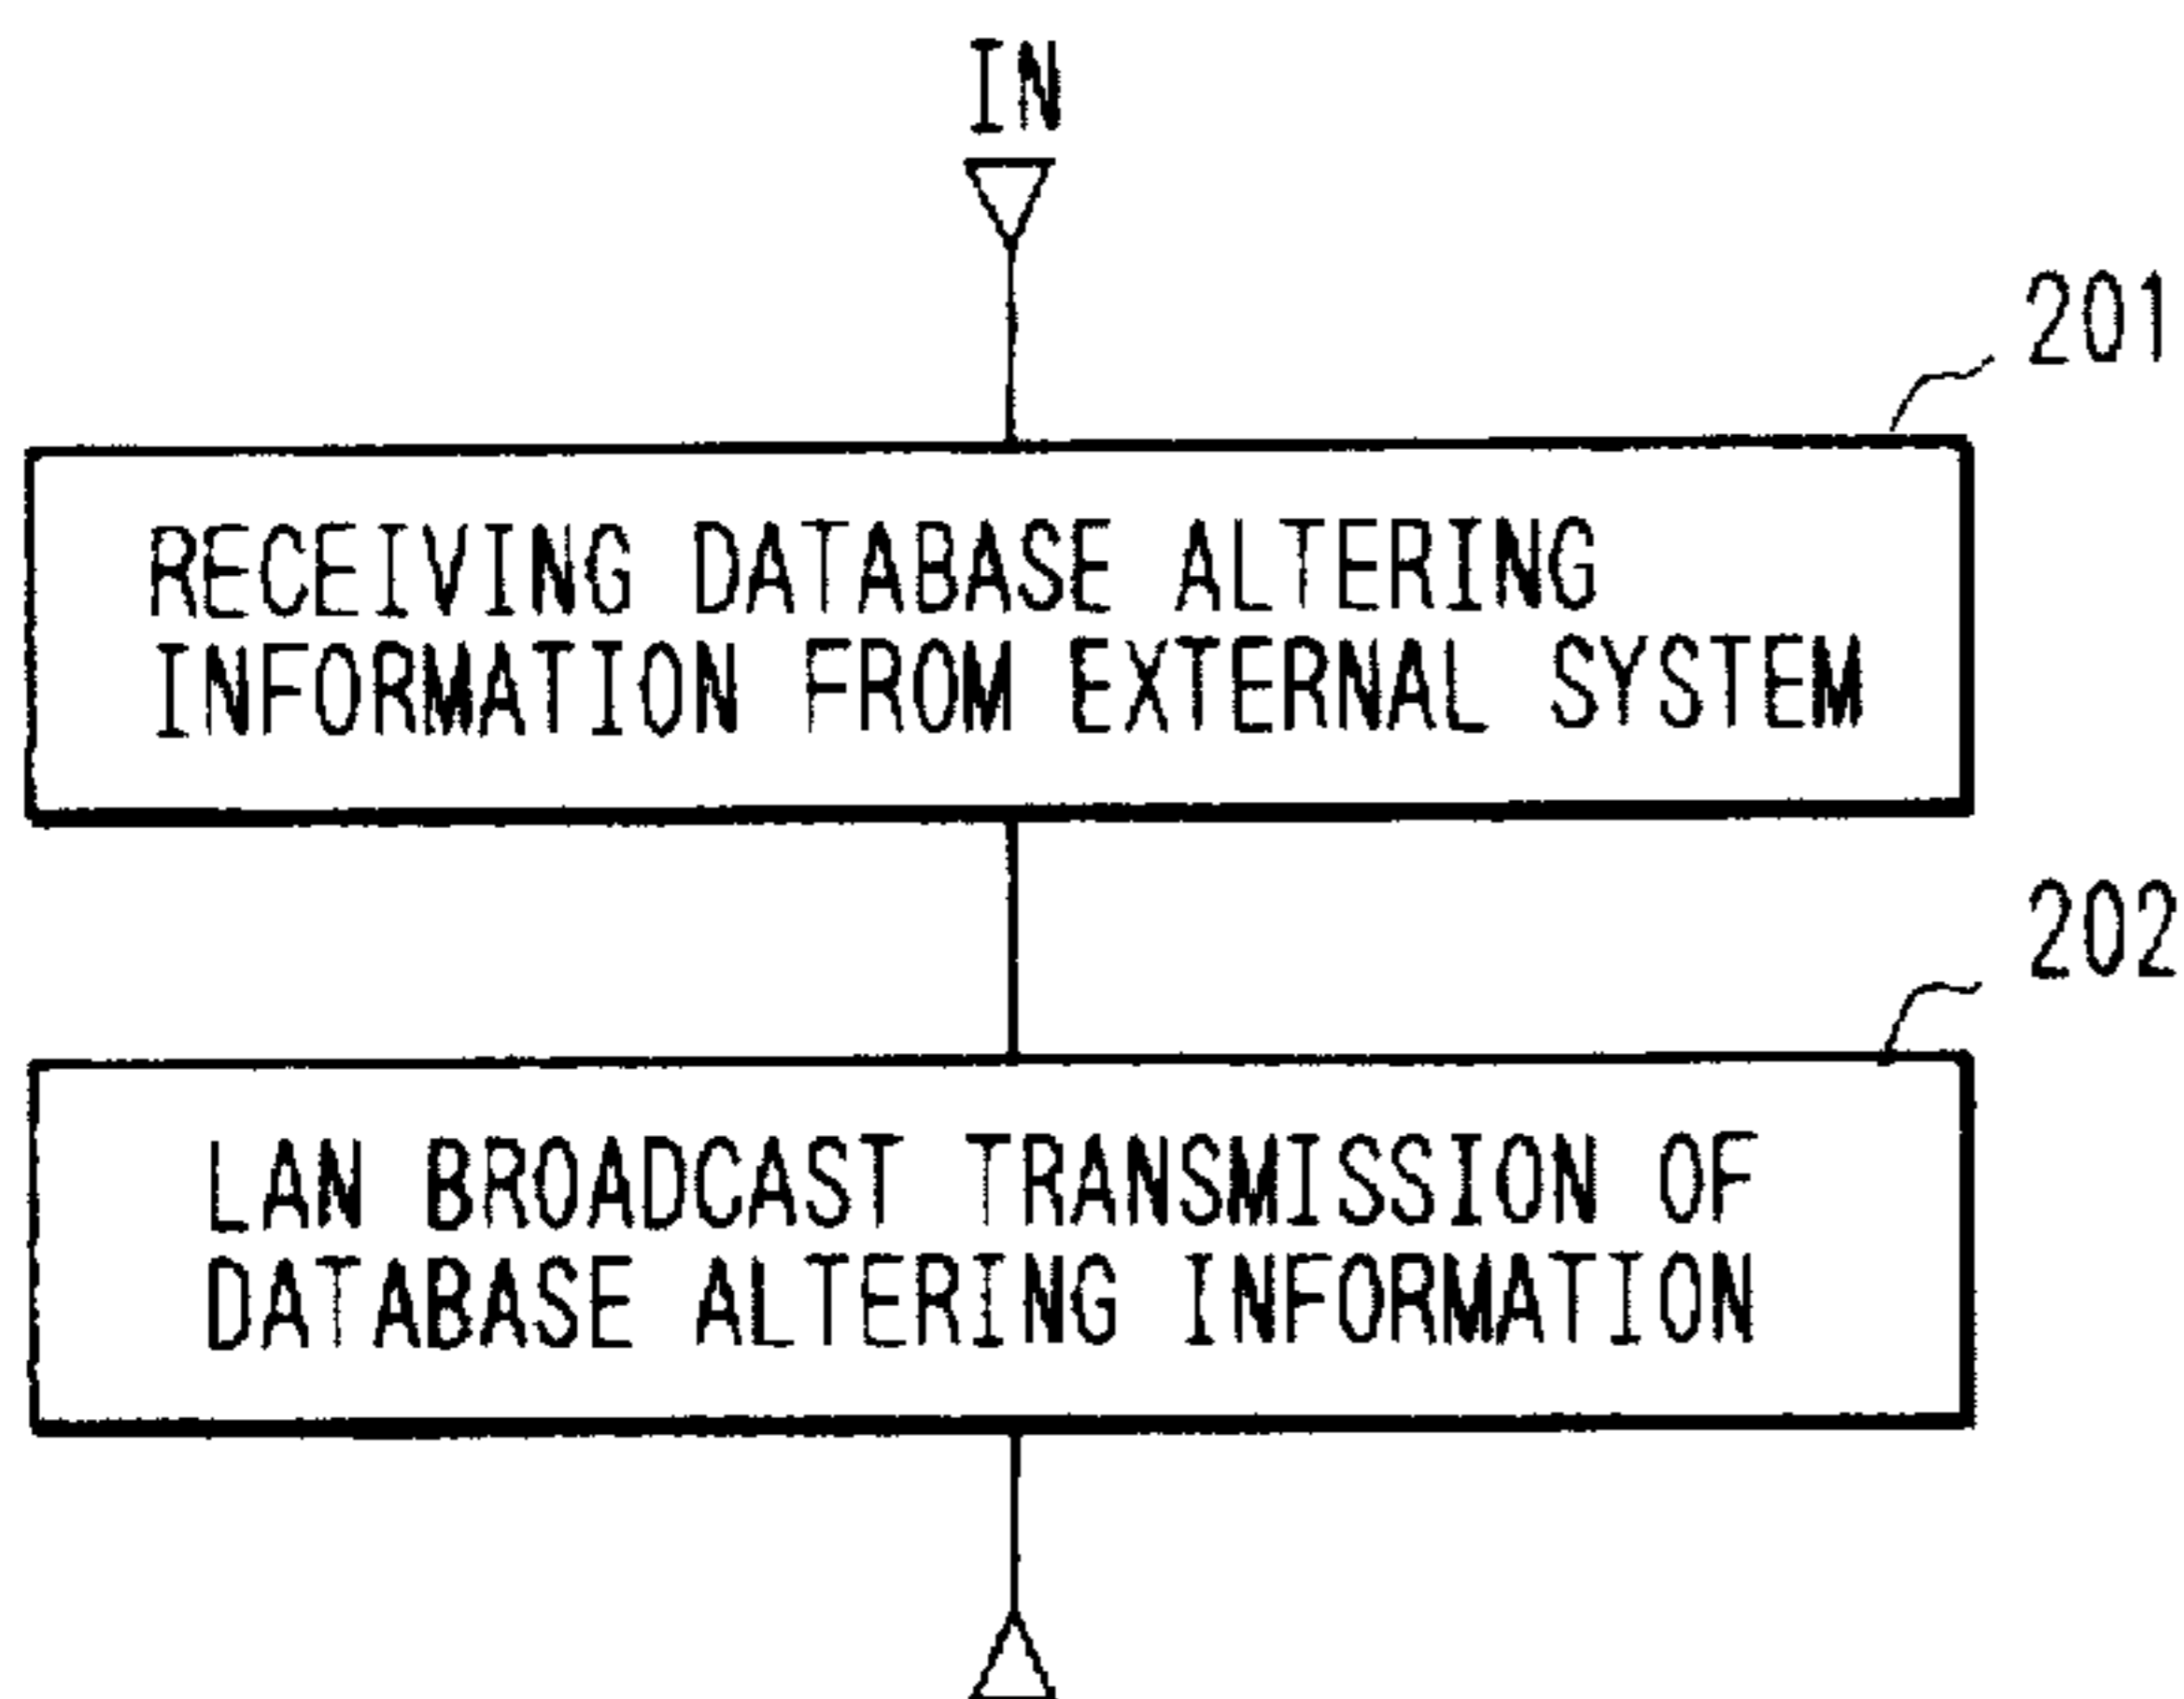 IN
201
RECEIVING DATABASE ALTERING
INFORMATION FROM EXTERNAL SYSTEM
202
LAN BROADCAST TRANSMISSION OF
DATABASE ALTERING INFORMATION